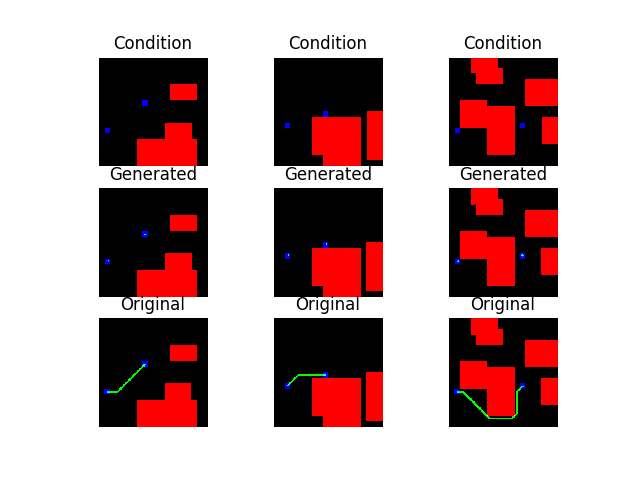 Condition Condition Condition
Generated Generated Generated
Original Original Original